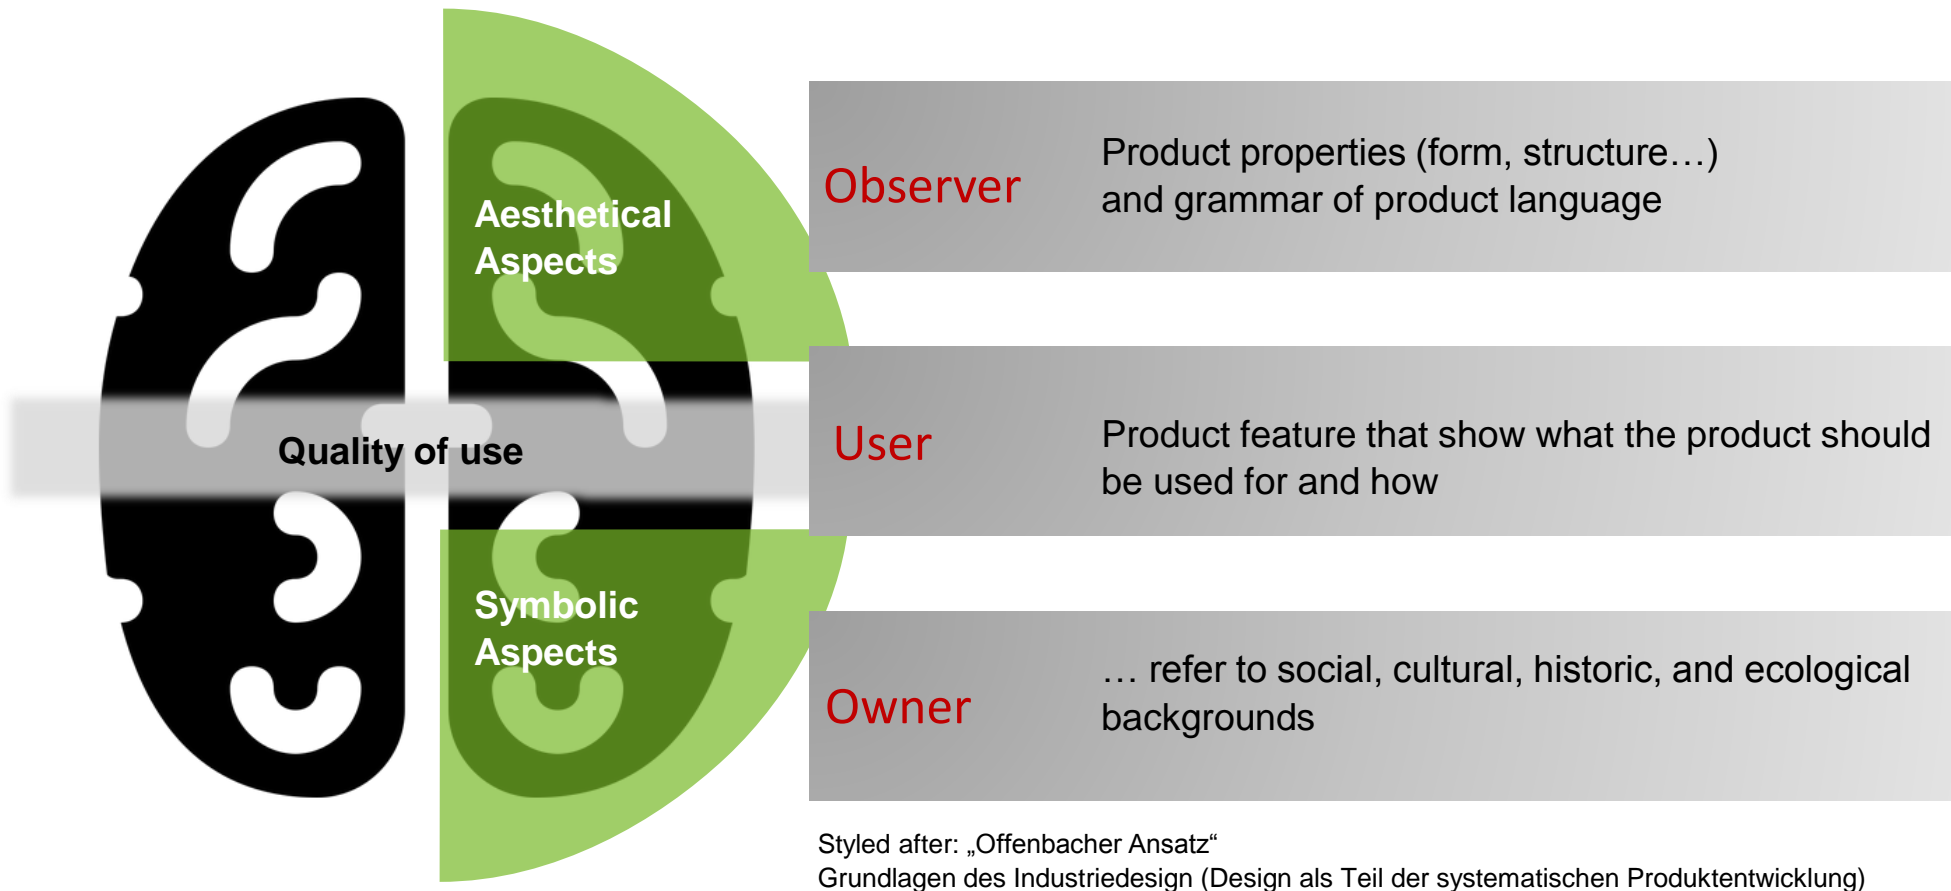 Aesthetical
Aspects
Observer
Product properties (form, structure…)
and grammar of product language
Quality of use
User
Product feature that show what the product should
be used for and how
Symbolic
Aspects
Owner
… refer to social, cultural, historic, and ecological
backgrounds
Styled after: „Offenbacher Ansatz“
Grundlagen des Industriedesign (Design als Teil der systematischen Produktentwicklung)